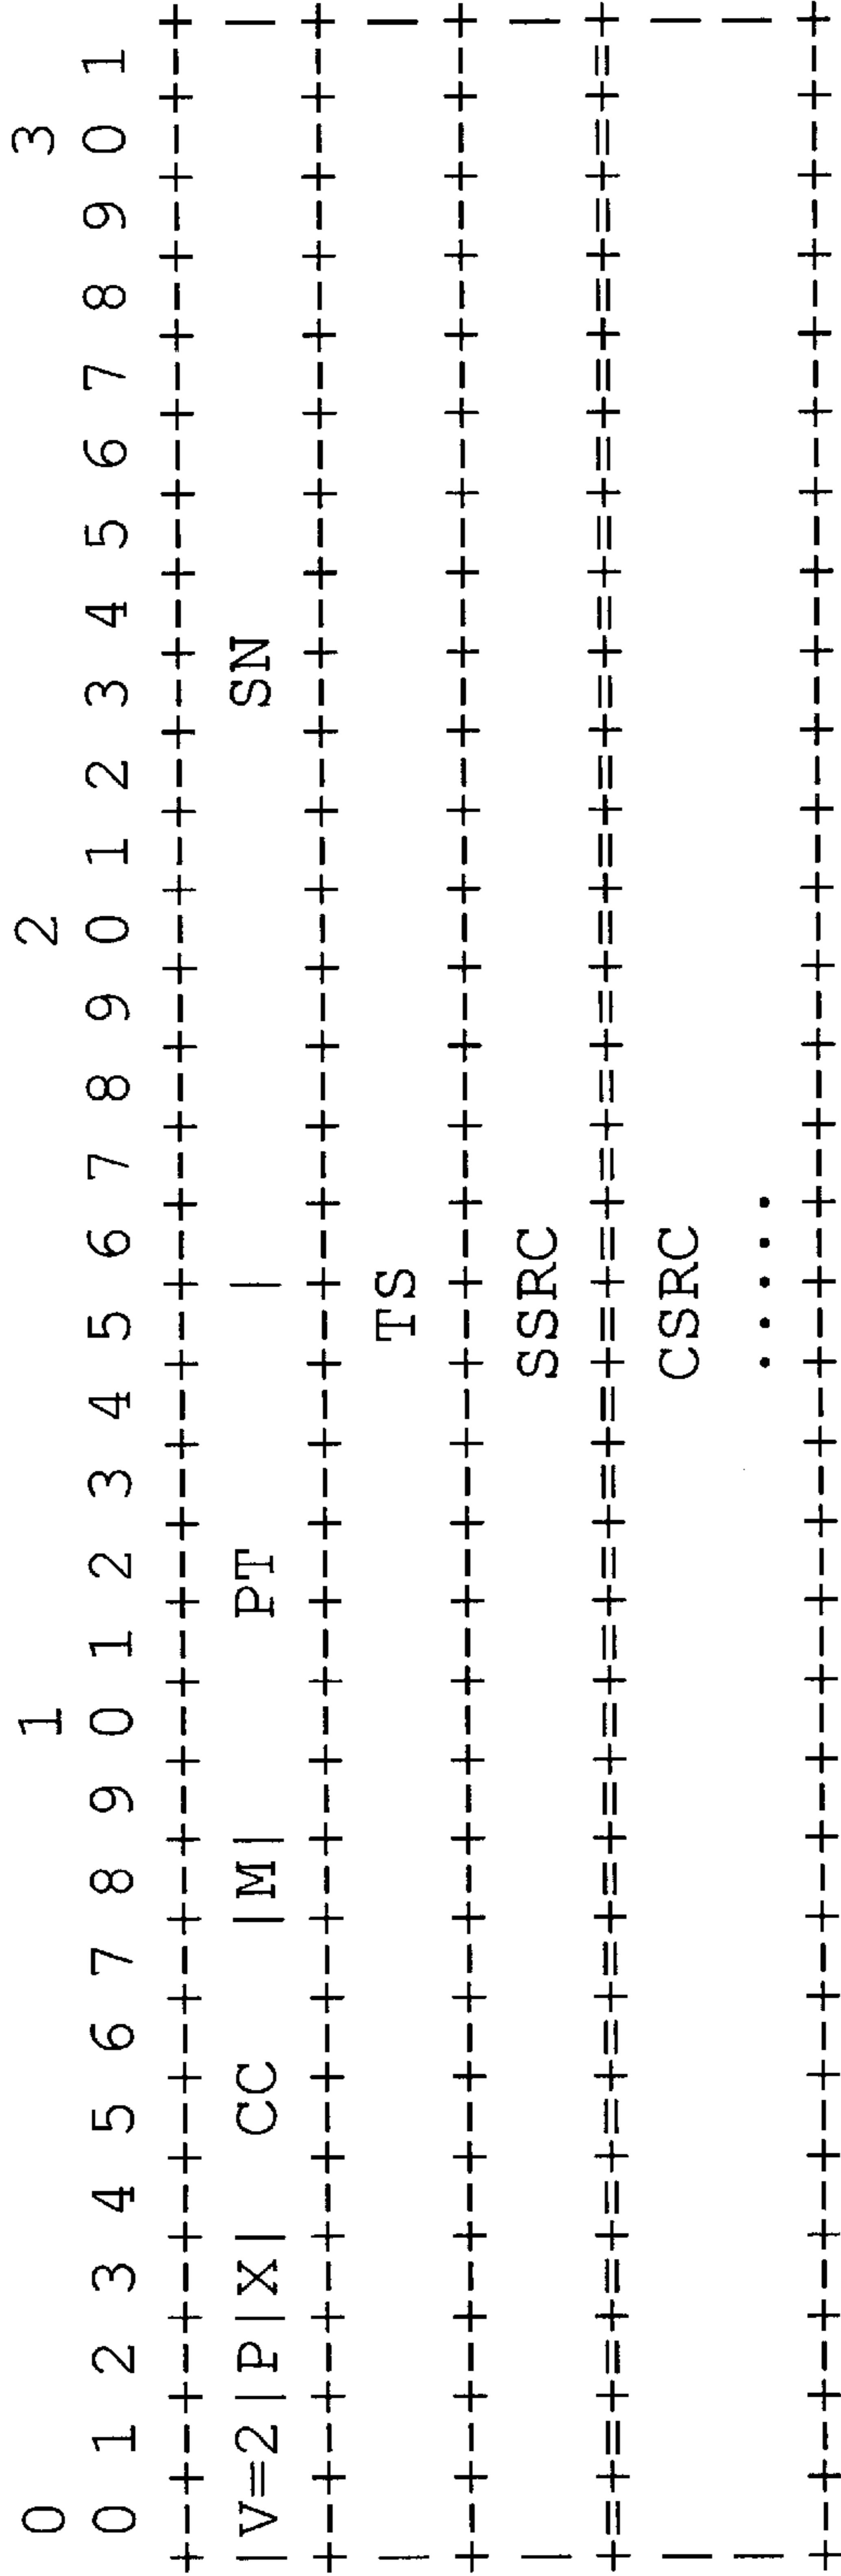 0                   1                   2                   3
 0 1 2 3 4 5 6 7 8 9 0 1 2 3 4 5 6 7 8 9 0 1 2 3 4 5 6 7 8 9 0 1
+-+-+-+-+-+-+-+-+-+-+-+-+-+-+-+-+-+-+-+-+-+-+-+-+-+-+-+-+-+-+-+-+
|V=2|P|X|  CC   |M|     PT      |              SN               |
+-+-+-+-+-+-+-+-+-+-+-+-+-+-+-+-+-+-+-+-+-+-+-+-+-+-+-+-+-+-+-+-+
|                              TS                               |
+-+-+-+-+-+-+-+-+-+-+-+-+-+-+-+-+-+-+-+-+-+-+-+-+-+-+-+-+-+-+-+-+
|                             SSRC                              |
+=+=+=+=+=+=+=+=+=+=+=+=+=+=+=+=+=+=+=+=+=+=+=+=+=+=+=+=+=+=+=+=+
|                             CSRC                              |
|                             .....                             |
+-+-+-+-+-+-+-+-+-+-+-+-+-+-+-+-+-+-+-+-+-+-+-+-+-+-+-+-+-+-+-+-+